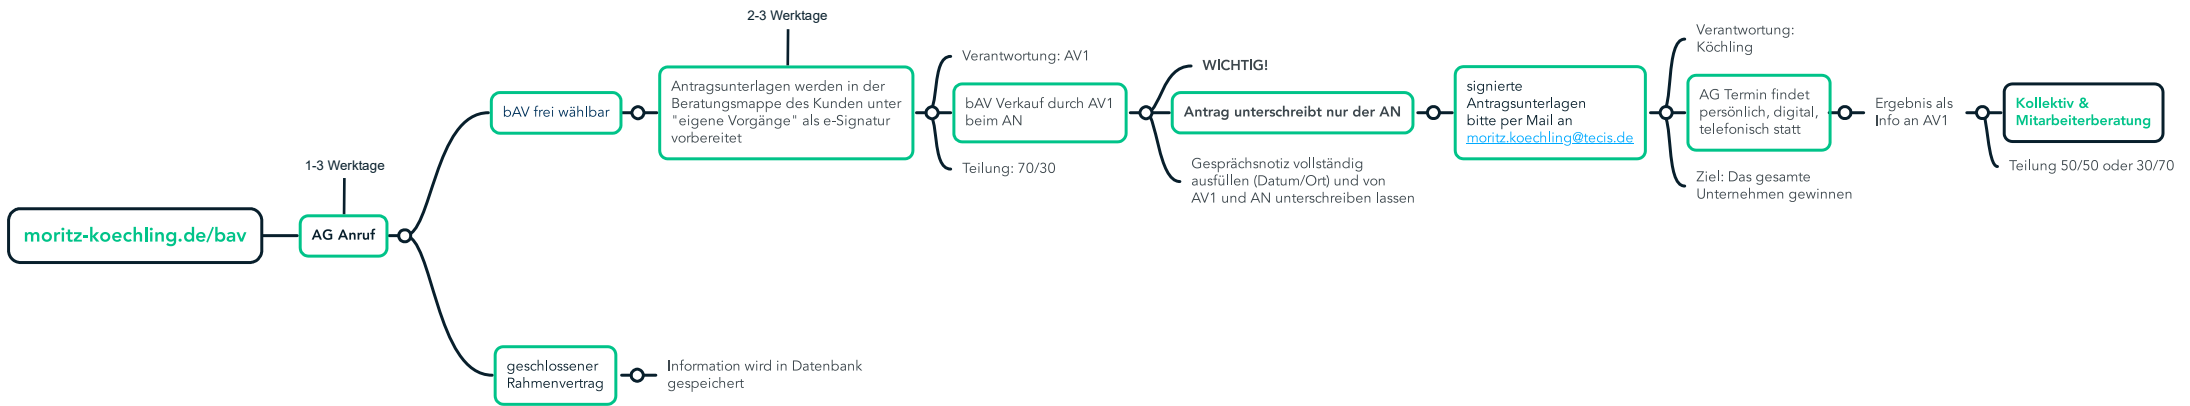 moritz-koechling.de/bav
1-3 Werktage
AG Anruf
bAV frei wählbar
2-3 Werktage
Antragsunterlagen werden in der
Beratungsmappe des Kunden unter
"eigene Vorgänge" als e-Signatur
vorbereitet
Verantwortung: AV1
bAV Verkauf durch AV1
beim AN
Teilung: 70/30
WICHTIG!
Antrag unterschreibt nur der AN
Gesprächsnotiz vollständig
ausfüllen (Datum/Ort) und von
AV1 und AN unterschreiben lassen
signierte
Antragsunterlagen
bitte per Mail an
moritz.koechling@tecis.de
Verantwortung:
Köchling
AG Termin findet
persönlich, digital,
telefonisch statt
Ziel: Das gesamte
Unternehmen gewinnen
Ergebnis als
Info an AV1
Kollektiv &
Mitarbeiterberatung
Teilung 50/50 oder 30/70
geschlossener
Rahmenvertrag
Information wird in Datenbank
gespeichert